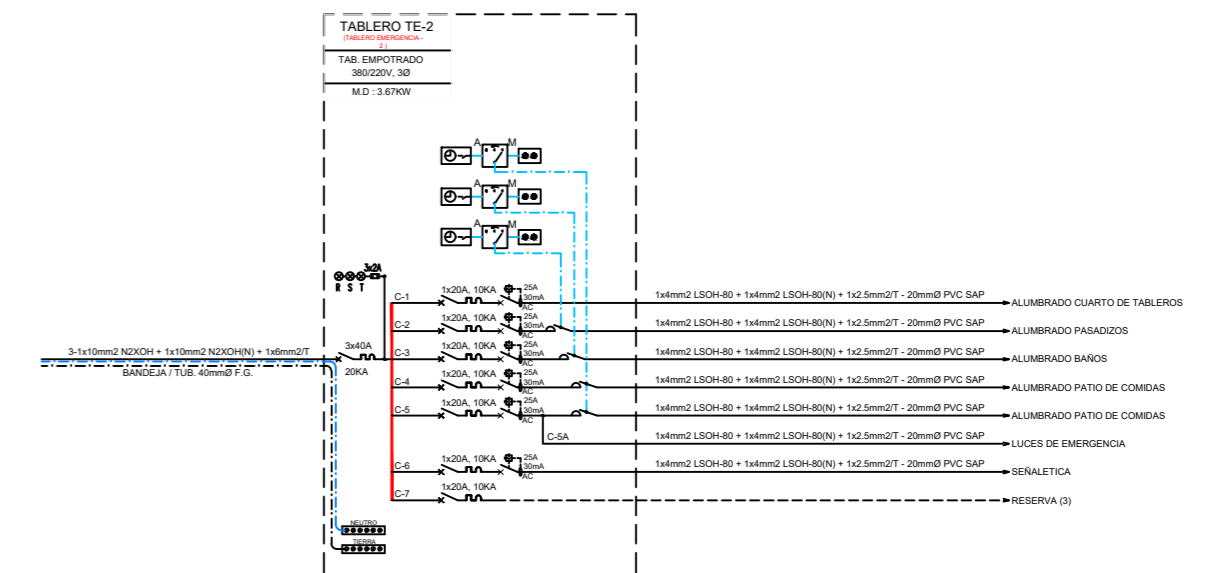 TABLERO TE-2
(TABLERO EMERGENCIA -
2 )
TAB. EMPOTRADO
380/220V, 3Ø
M.D : 3.67KW
A M
A M
A M
3x2A
R S T
C-1 1x20A, 10KA 25A 30mA AC 1x4mm2 LSOH-80 + 1x4mm2 LSOH-80(N) + 1x2.5mm2/T - 20mmØ PVC SAP ALUMBRADO CUARTO DE TABLEROS
C-2 1x20A, 10KA 25A 30mA AC 1x4mm2 LSOH-80 + 1x4mm2 LSOH-80(N) + 1x2.5mm2/T - 20mmØ PVC SAP ALUMBRADO PASADIZOS
3-1x10mm2 N2XOH + 1x10mm2 N2XOH(N) + 1x6mm2/T
BANDEJA / TUB. 40mmØ F.G.
3x40A
20KA
C-3 1x20A, 10KA 25A 30mA AC 1x4mm2 LSOH-80 + 1x4mm2 LSOH-80(N) + 1x2.5mm2/T - 20mmØ PVC SAP ALUMBRADO BAÑOS
C-4 1x20A, 10KA 25A 30mA AC 1x4mm2 LSOH-80 + 1x4mm2 LSOH-80(N) + 1x2.5mm2/T - 20mmØ PVC SAP ALUMBRADO PATIO DE COMIDAS
C-5 1x20A, 10KA 25A 30mA AC 1x4mm2 LSOH-80 + 1x4mm2 LSOH-80(N) + 1x2.5mm2/T - 20mmØ PVC SAP ALUMBRADO PATIO DE COMIDAS
C-5A 1x4mm2 LSOH-80 + 1x4mm2 LSOH-80(N) + 1x2.5mm2/T - 20mmØ PVC SAP LUCES DE EMERGENCIA
C-6 1x20A, 10KA 25A 30mA AC 1x4mm2 LSOH-80 + 1x4mm2 LSOH-80(N) + 1x2.5mm2/T - 20mmØ PVC SAP SEÑALETICA
C-7 1x20A, 10KA RESERVA (3)
NEUTRO
TIERRA